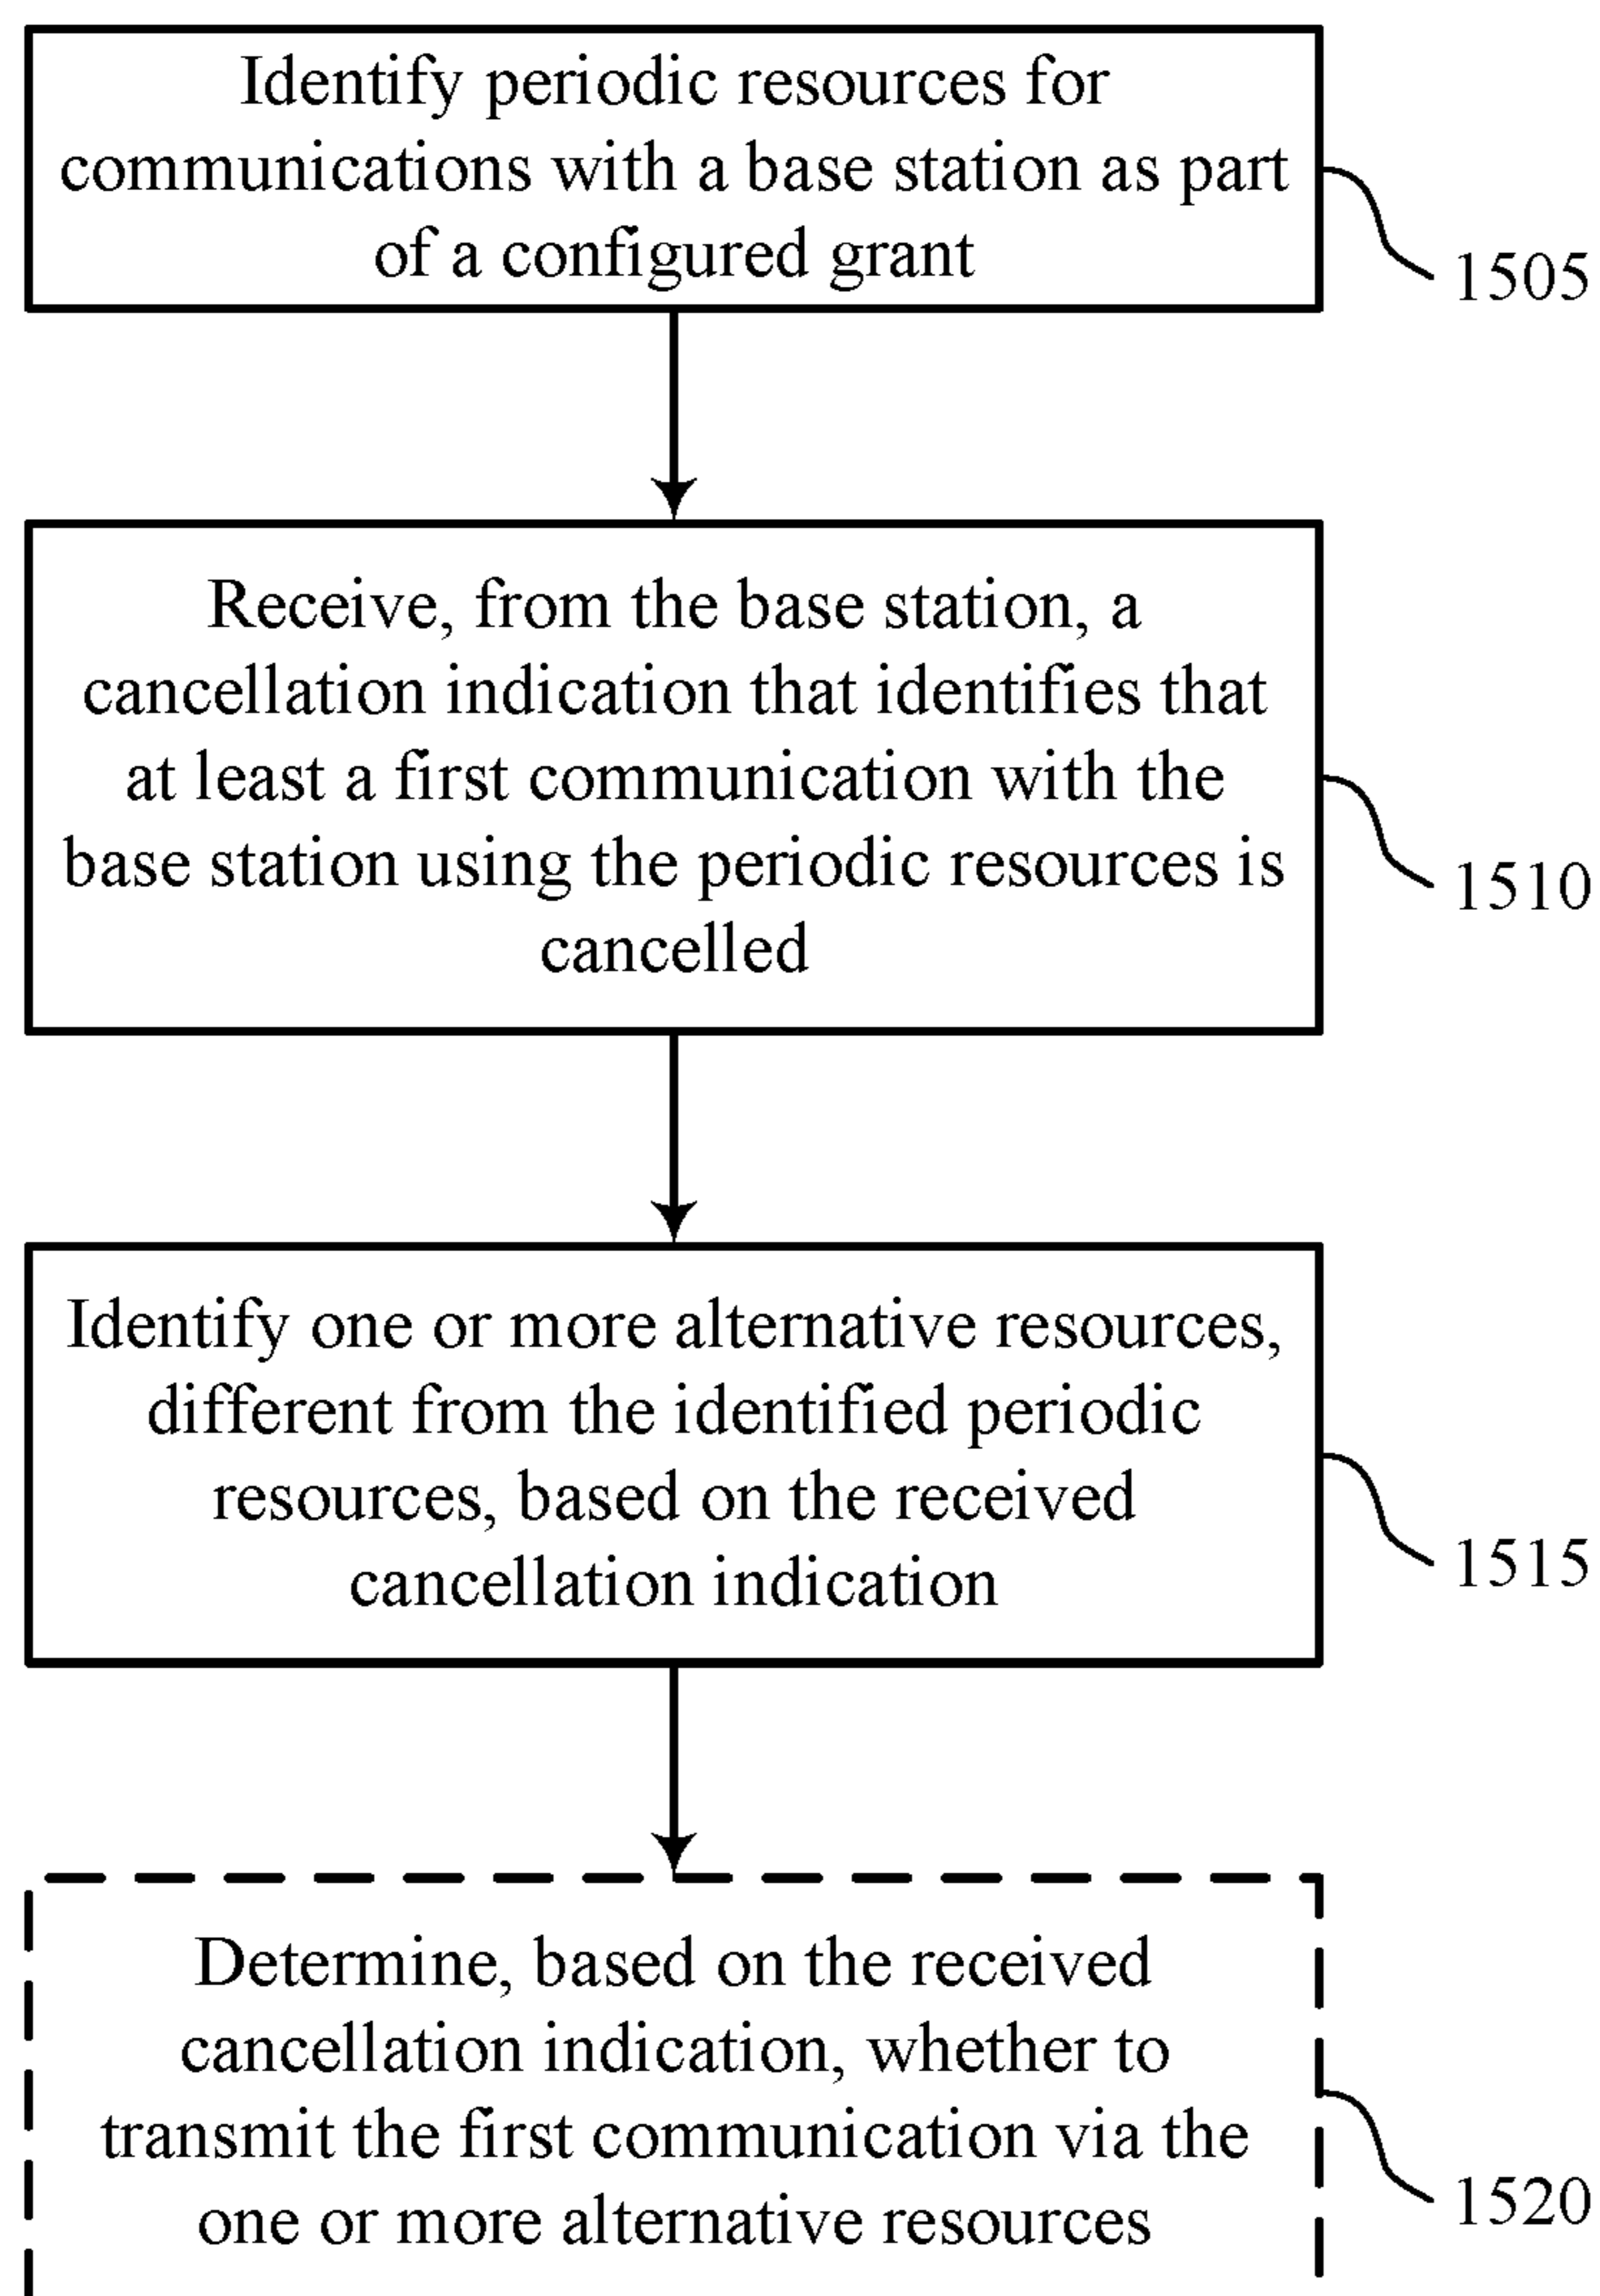 Identify periodic resources for
communications with a base station as part
of a configured grant
1505
Receive, from the base station, a
cancellation indication that identifies that
at least a first communication with the
base station using the periodic resources is
cancelled
1510
Identify one or more alternative resources,
different from the identified periodic
resources, based on the received
cancellation indication
1515
Determine, based on the received
cancellation indication, whether to
transmit the first communication via the
one or more alternative resources
1520